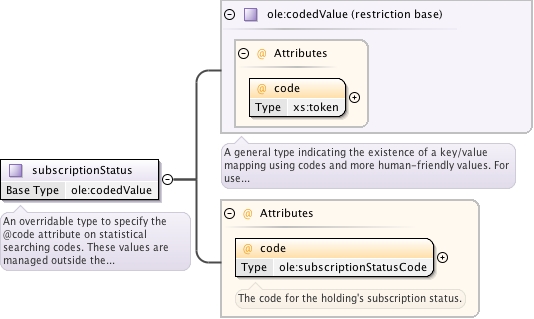 ole:codedValue (restriction base)
@ Attributes
@ code
Type xs:token
A general type indicating the existence of a key/value
mapping using codes and more human-friendly values. For
use...
subscriptionStatus
Base Type ole:codedValue
An overridable type to specify the
@code attribute on statistical
searching codes. These values are
managed outside the...
@ Attributes
@ code
Type ole:subscriptionStatusCode
The code for the holding's subscription status.